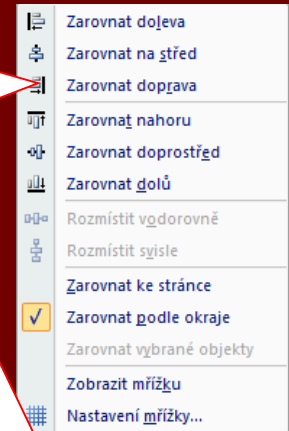 Zarovnat doleva
Zarovnat na střed
Zarovnat doprava
Zarovnat nahoru
Zarovnat doprostřed
Zarovnat dolů
Rozmístit vodorovně
Rozmístit svisle
Zarovnat ke stránce
Zarovnat podle okraje
Zarovnat vybrané objekty
Zobrazit mřížku
Nastavení mřížky...